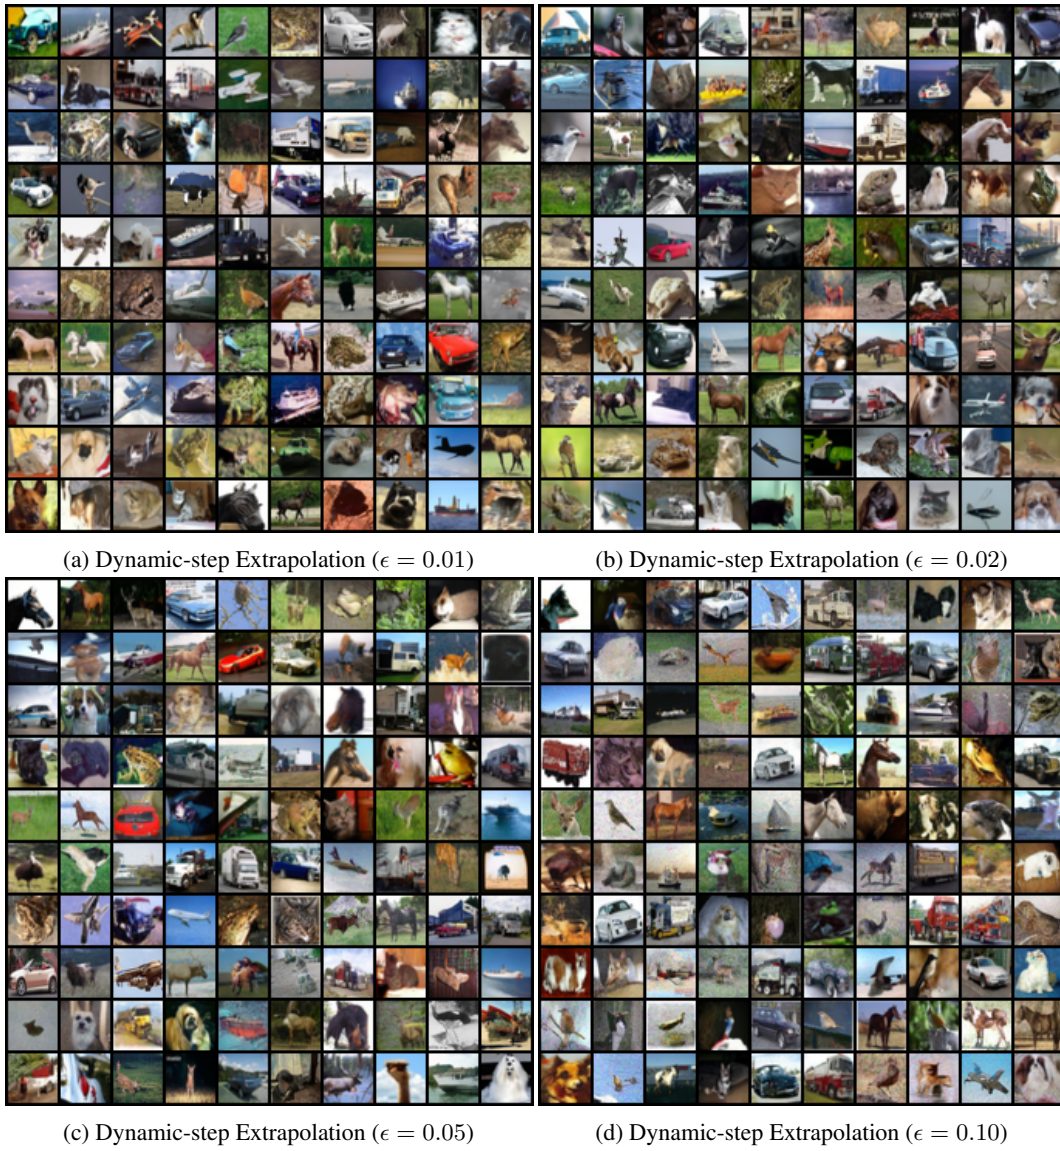 (a) Dynamic-step Extrapolation (ϵ = 0.01)
(b) Dynamic-step Extrapolation (ϵ = 0.02)
(c) Dynamic-step Extrapolation (ϵ = 0.05)
(d) Dynamic-step Extrapolation (ϵ = 0.10)